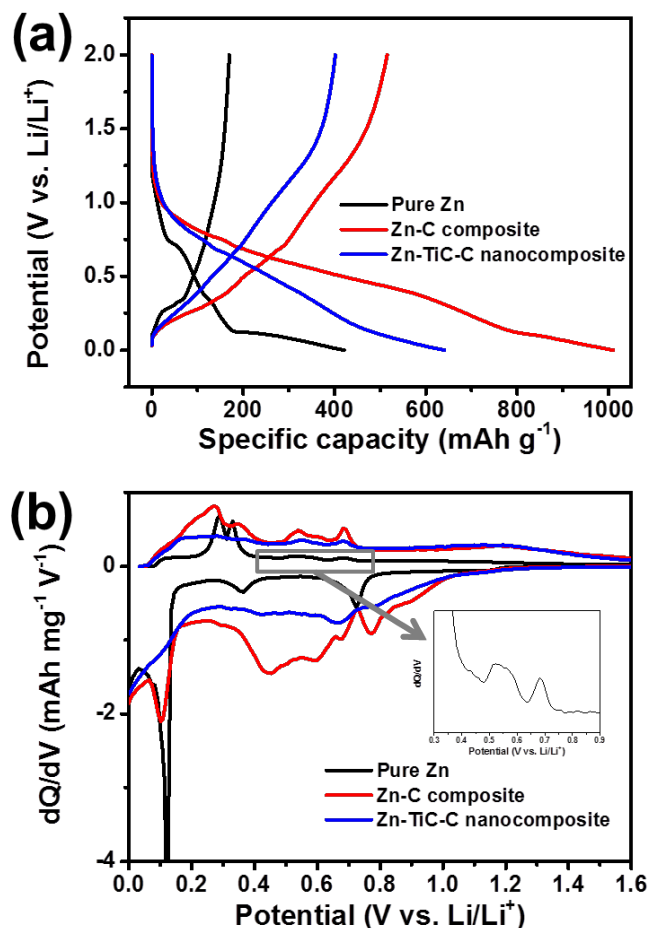 (a)
2.0
1.5
1.0
0.5
0.0
Potential (V vs. Li/Li⁺)
Pure Zn
Zn-C composite
Zn-TiC-C nanocomposite
0 200 400 600 800 1000
Specific capacity (mAh g⁻¹)
(b)
0
-2
-4
dQ/dV (mAh mg⁻¹ V⁻¹)
dQ/dV
0.3 0.4 0.5 0.6 0.7 0.8 0.9
Potential (V vs. Li/Li⁺)
Pure Zn
Zn-C composite
Zn-TiC-C nanocomposite
0.0 0.2 0.4 0.6 0.8 1.0 1.2 1.4 1.6
Potential (V vs. Li/Li⁺)